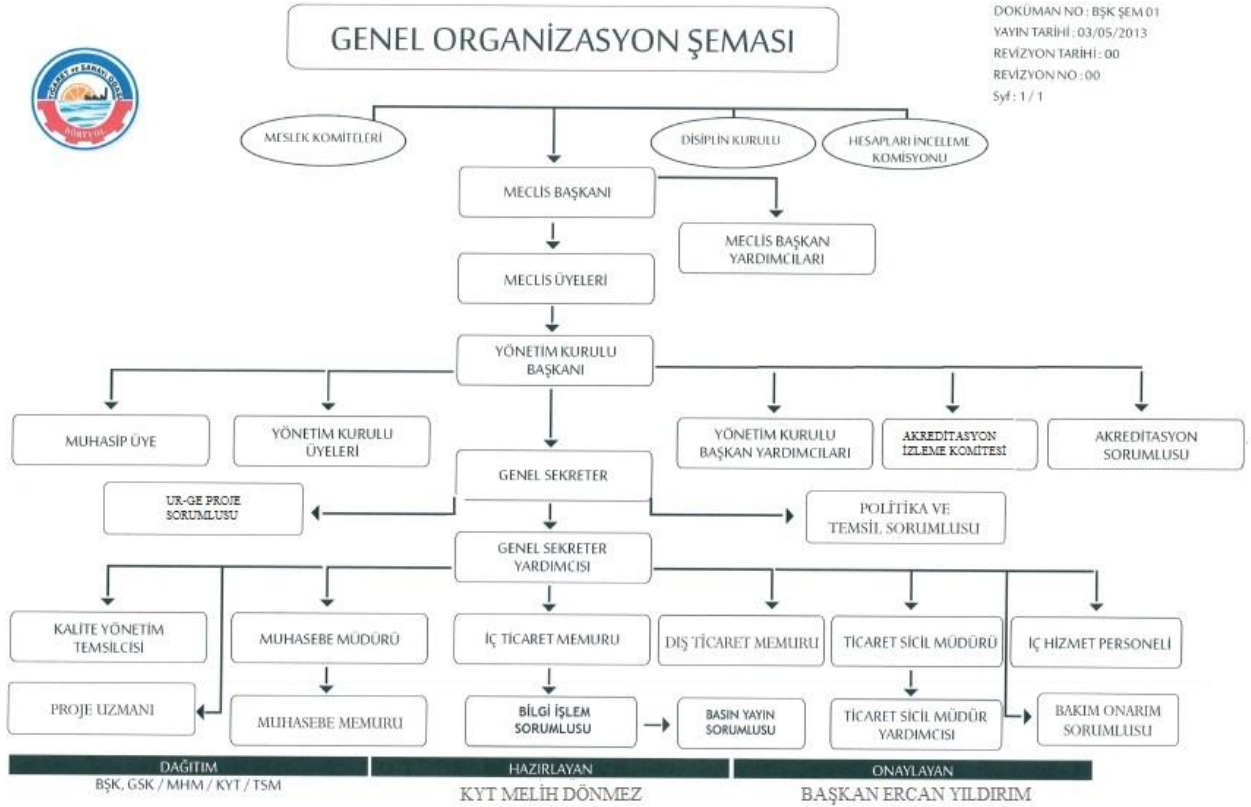 DOKÜMAN NO : BŞK ŞEM 01
YAYIN TARİHİ : 03/05/2013
REVİZYON TARİHİ : 00
REVİZYON NO : 00
Syf : 1 / 1
GENEL ORGANİZASYON ŞEMASI
TİCARET ve SANAYİ ODASI
DÖRTYOL
MESLEK KOMİTELERİ
DİSİPLİN KURULU
HESAPLARI İNCELEME
KOMİSYONU
MECLİS BAŞKANI
MECLİS BAŞKAN
YARDIMCILARI
MECLİS ÜYELERİ
YÖNETİM KURULU
BAŞKANI
MUHASİP ÜYE
YÖNETİM KURULU
ÜYELERİ
YÖNETİM KURULU
BAŞKAN YARDIMCILARI
AKREDİTASYON
İZLEME KOMİTESİ
AKREDİTASYON
SORUMLUSU
GENEL SEKRETER
UR-GE PROJE
SORUMLUSU
POLİTİKA VE
TEMSİL SORUMLUSU
GENEL SEKRETER
YARDIMCISI
KALİTE YÖNETİM
TEMSİLCİSİ
MUHASEBE MÜDÜRÜ
İÇ TİCARET MEMURU
DIŞ TİCARET MEMURU
TİCARET SİCİL MÜDÜRÜ
İÇ HİZMET PERSONELİ
PROJE UZMANI
MUHASEBE MEMURU
BİLGİ İŞLEM
SORUMLUSU
BASIN YAYIN
SORUMLUSU
TİCARET SİCİL MÜDÜR
YARDIMCISI
BAKIM ONARIM
SORUMLUSU
DAĞITIM
BŞK, GSK / MHM / KYT / TSM
HAZIRLAYAN
KYT MELİH DÖNMEZ
ONAYLAYAN
BAŞKAN ERCAN YILDIRIM